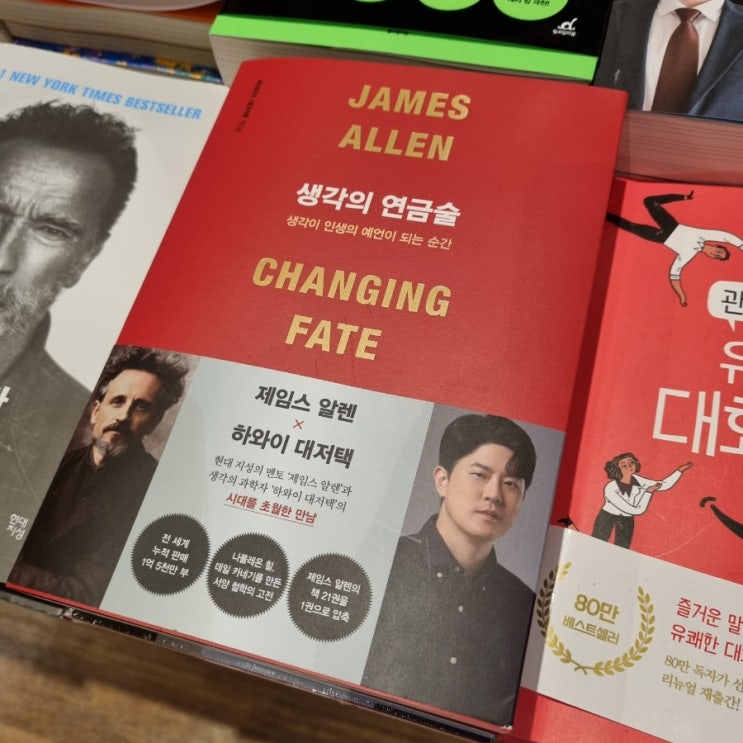 1 NEW YORK TIMES BESTSELLER
현대
지성
JAMES
ALLEN
생각의 연금술
생각이 인생의 예언이 되는 순간
CHANGING
FATE
제임스 알렌
×
하와이 대저택
현대 지성의 멘토 '제임스 알렌'과
생각의 과학자 '하와이 대저택'의
시대를 초월한 만남
전 세계
누적 판매
1억 5천만 부
나폴레온 힐,
데일 카네기를 만든
서양 철학의 고전
제임스 알렌의
책 21권을
1권으로 압축
유
대화
80만
베스트셀러
즐거운 말
유쾌한 대
80만 독자가 선
리뉴얼 재출간!